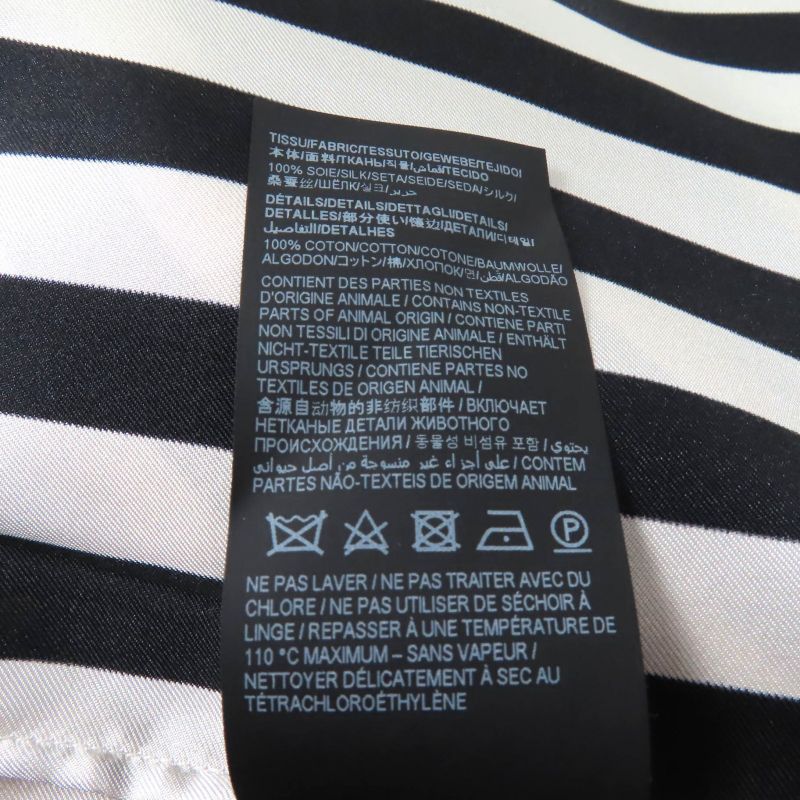 TISSU/FABRIC/TESSUTO/GEWEBE/TEJIDO/
本体/面料/ТКАНЬ/직물/قماش/TECIDO
100% SOIE/SILK/SETA/SEIDE/SEDA/シルク/
桑蚕丝/ШЁЛК/실크/حرير
DÉTAILS/DETAILS/DETTAGLI/DETAILS/
DETALLES/部分使い/镶边/ДЕТАЛИ/디테일/
التفاصيل/DETALHES
100% COTON/COTTON/COTONE/BAUMWOLLE/
ALGODON/コットン/棉/ХЛОПОК/면/قطن/ALGODÃO
CONTIENT DES PARTIES NON TEXTILES
D'ORIGINE ANIMALE / CONTAINS NON-TEXTILE
PARTS OF ANIMAL ORIGIN / CONTIENE PARTI
NON TESSILI DI ORIGINE ANIMALE / ENTHÄLT
NICHT-TEXTILE TEILE TIERISCHEN
URSPRUNGS / CONTIENE PARTES NO
TEXTILES DE ORIGEN ANIMAL /
含源自动物的非纺织部件 / ВКЛЮЧАЕТ
НЕТКАНЫЕ ДЕТАЛИ ЖИВОТНОГО
ПРОИСХОЖДЕНИЯ / 동물성 비섬유 포함 / يحتوي
على أجزاء غير منسوجة من أصل حيواني / CONTEM
PARTES NÃO-TEXTEIS DE ORIGEM ANIMAL
P
NE PAS LAVER / NE PAS TRAITER AVEC DU
CHLORE / NE PAS UTILISER DE SÉCHOIR À
LINGE / REPASSER À UNE TEMPÉRATURE DE
110 °C MAXIMUM – SANS VAPEUR /
NETTOYER DÉLICATEMENT À SEC AU
TÉTRACHLOROÉTHYLÈNE